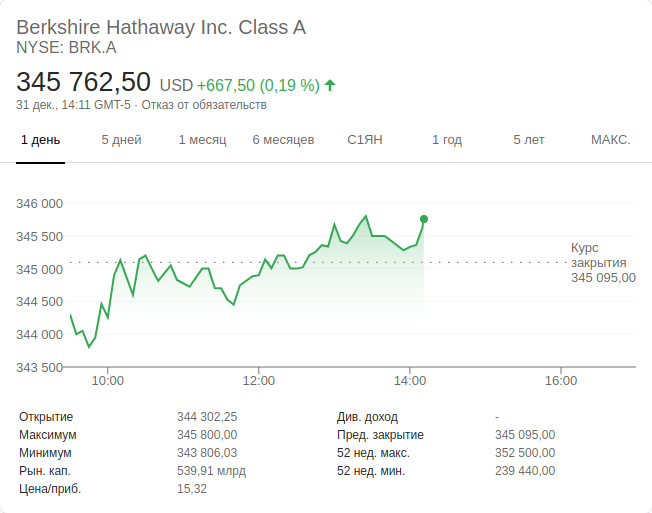 Berkshire Hathaway Inc. Class A
NYSE: BRK.A
345 762,50 USD +667,50 (0,19 %)
31 дек., 14:11 GMT-5 · Отказ от обязательств
1 день 5 дней 1 месяц 6 месяцев С1ЯН 1 год 5 лет МАКС.
346 000
345 500
345 000
344 500
344 000
343 500
Курс
закрытия
345 095,00
10:00 12:00 14:00 16:00
Открытие 344 302,25 Див. доход -
Максимум 345 800,00 Пред. закрытие 345 095,00
Минимум 343 806,03 52 нед. макс. 352 500,00
Рын. кап. 539,91 млрд 52 нед. мин. 239 440,00
Цена/приб. 15,32